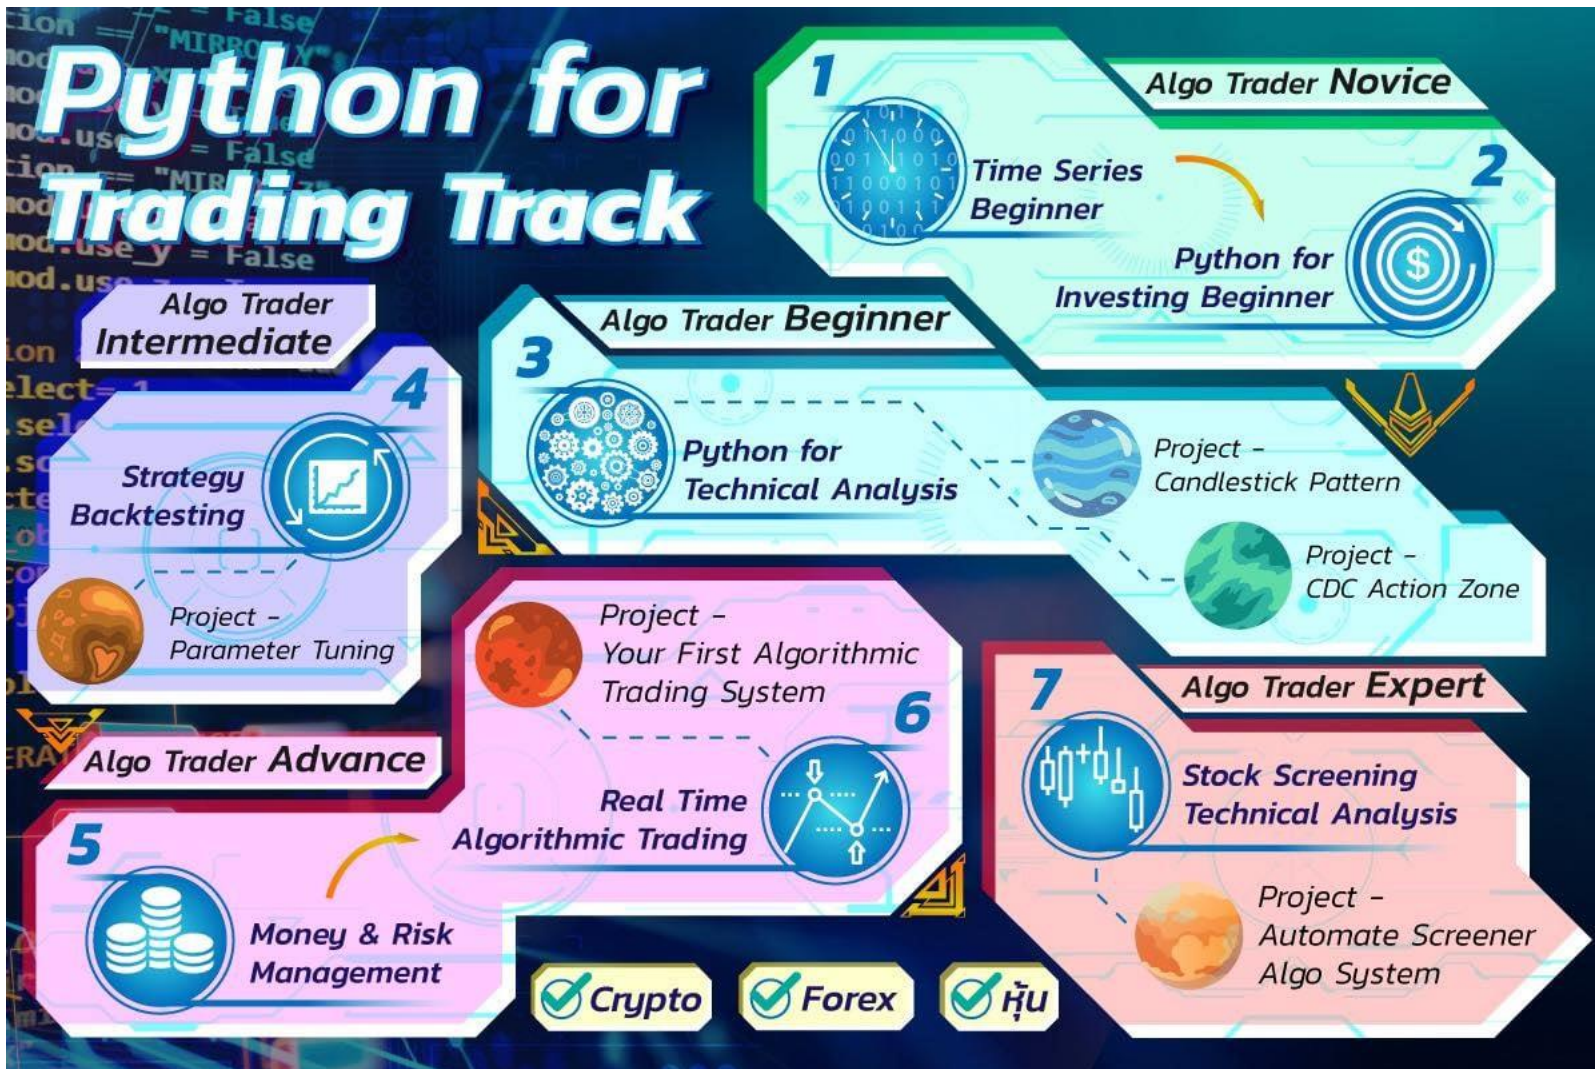 Python for
Trading Track
1
Algo Trader Novice
Time Series
Beginner
2
Python for
Investing Beginner
Algo Trader Beginner
3
Python for
Technical Analysis
Project -
Candlestick Pattern
Project -
CDC Action Zone
Algo Trader
Intermediate
4
Strategy
Backtesting
Project -
Parameter Tuning
Algo Trader Advance
5
Money & Risk
Management
Project -
Your First Algorithmic
Trading System
6
Real Time
Algorithmic Trading
7
Algo Trader Expert
Stock Screening
Technical Analysis
Project -
Automate Screener
Algo System
Crypto
Forex
หุ้น